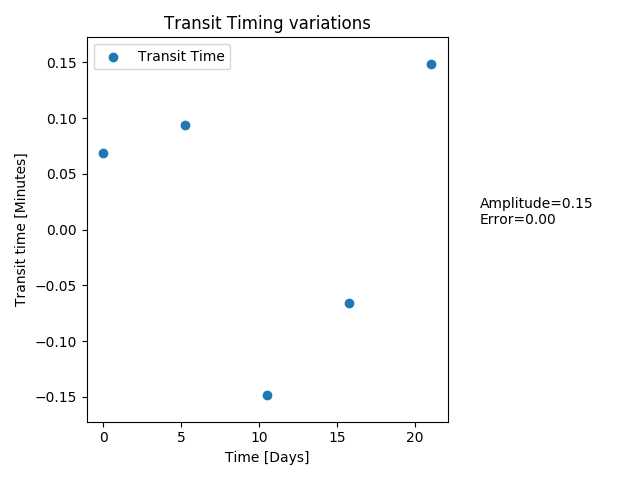 Transit Timing variations
Transit Time
0.15
0.10
0.05
0.00
−0.05
−0.10
−0.15
Transit time [Minutes]
0 5 10 15 20
Time [Days]
Amplitude=0.15
Error=0.00